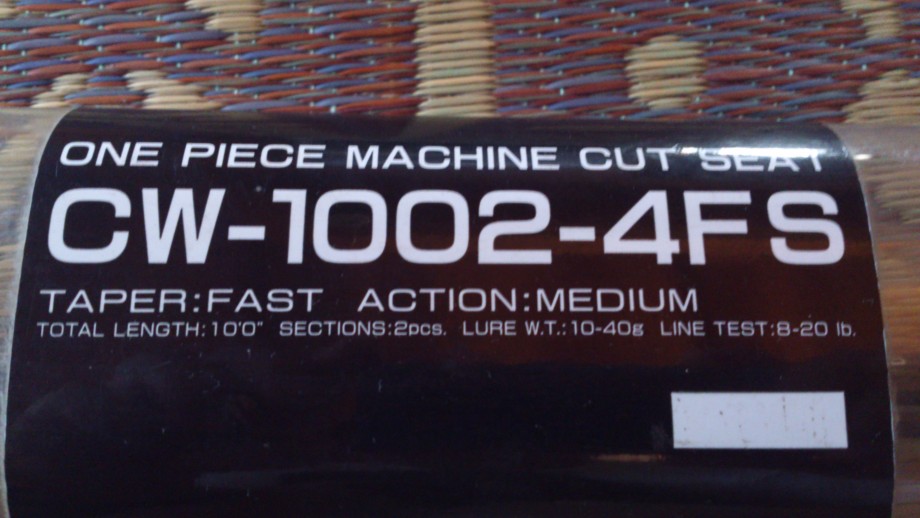 ONE PIECE MACHINE CUT SEAT
CW-1002-4FS
TAPER:FAST ACTION:MEDIUM
TOTAL LENGTH:10'0" SECTIONS:2pcs. LURE W.T.:10-40g LINE TEST:8-20 lb.